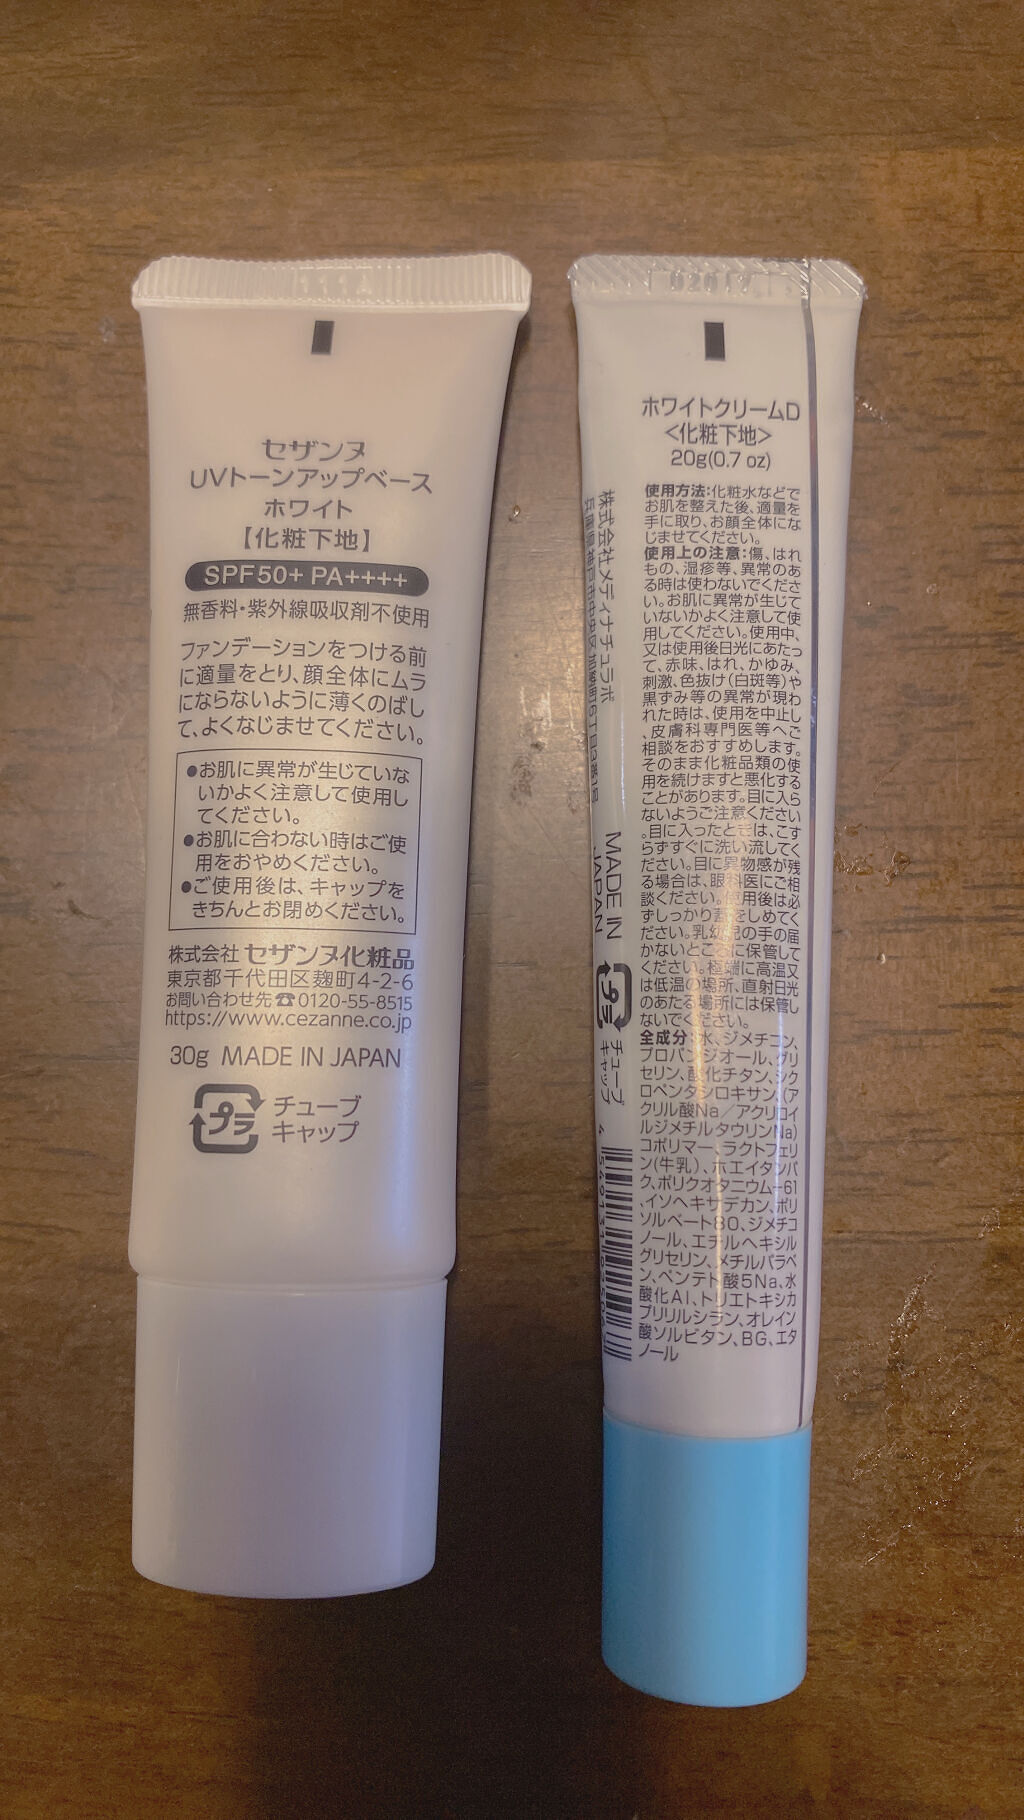 111A
セザンヌ
UVトーンアップベース
ホワイト
【化粧下地】
SPF50+ PA++++
無香料・紫外線吸収剤不使用
ファンデーションをつける前
に適量をとり、顔全体にムラ
にならないように薄くのばし
て、よくなじませてください。
●お肌に異常が生じていな
いかよく注意して使用し
てください。
●お肌に合わない時はご使
用をおやめください。
●ご使用後は、キャップを
きちんとお閉めください。
株式会社 セザンヌ化粧品
東京都千代田区麹町4-2-6
お問い合わせ先☎0120-55-8515
https://www.cezanne.co.jp
30g MADE IN JAPAN
プラ
チューブ
キャップ
ホワイトクリームD
<化粧下地>
20g(0.7 oz)
使用方法:化粧水などで
お肌を整えた後、適量を
手に取り、お顔全体にな
じませてください。
使用上の注意:傷、はれ
もの、湿疹等、異常のあ
る時は使わないでくださ
い。お肌に異常が生じて
いないかよく注意して使
用してください。使用中、
又は使用後日光にあたっ
て、赤味、はれ、かゆみ、
刺激、色抜け(白斑等)や
黒ずみ等の異常が現わ
れた時は、使用を中止し
、皮膚科専門医等へご
相談をおすすめします。
そのまま化粧品類の使
用を続けますと悪化する
ことがあります。目に入ら
ないようご注意ください
。目に入ったときは、こす
らずすぐに洗い流してく
ださい。目に異物感が残
る場合は、眼科医にご相
談ください。使用後は必
ずしっかり蓋をしめてく
ださい。乳幼児の手の届
かないところに保管して
ください。極端に高温又
は低温の場所、直射日光
のあたる場所には保管し
ないでください。
全成分:水、ジメチコン、
プロパンジオール、グリ
セリン、酸化チタン、シク
ロペンタシロキサン、(ア
クリル酸Na/アクリロイ
ルジメチルタウリンNa)
コポリマー、ラクトフェリ
ン(牛乳)、ホエイタンパ
ク、ポリクオタニウム-61
、イソヘキサデカン、ポリ
ソルベート80、ジメチコ
ノール、エチルヘキシル
グリセリン、メチルパラベ
ン、ペンテト酸5Na、水
酸化Al、トリエトキシカ
プリリルシラン、オレイン
酸ソルビタン、BG、エタ
ノール
株式会社メディナチュラボ
MADE IN
JAPAN
プラ
チューブ
キャップ